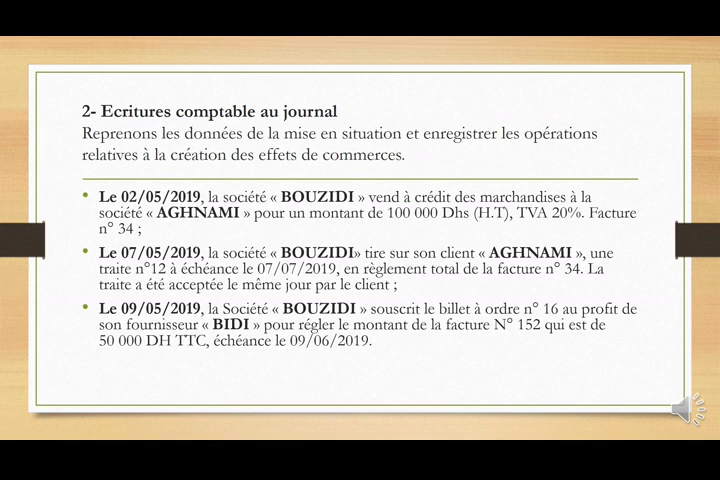 2- Ecritures comptable au journal
Reprenons les données de la mise en situation et enregistrer les opérations
relatives à la création des effets de commerces.
• Le 02/05/2019, la société « BOUZIDI » vend à crédit des marchandises à la
société « AGHNAMI » pour un montant de 100 000 Dhs (H.T), TVA 20%. Facture
n° 34 ;
• Le 07/05/2019, la société « BOUZIDI» tire sur son client « AGHNAMI », une
traite n°12 à échéance le 07/07/2019, en règlement total de la facture n° 34. La
traite a été acceptée le même jour par le client ;
• Le 09/05/2019, la Société « BOUZIDI » souscrit le billet à ordre n° 16 au profit de
son fournisseur « BIDI » pour régler le montant de la facture N° 152 qui est de
50 000 DH TTC, échéance le 09/06/2019.